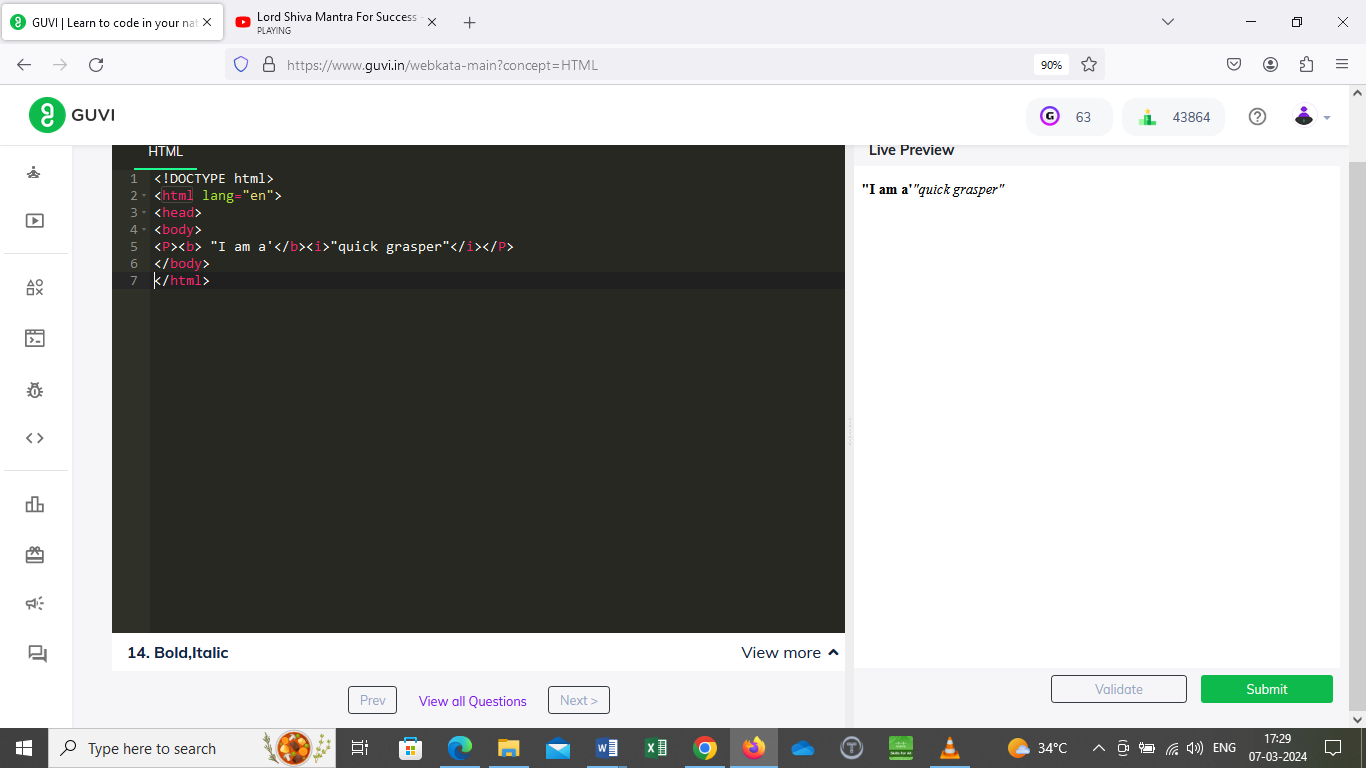 GUVI | Learn to code in your nat
Lord Shiva Mantra For Success -
PLAYING
https://www.guvi.in/webkata-main?concept=HTML
90%
GUVI
G 63
43864
HTML
Live Preview
1 <!DOCTYPE html>
2 <html lang="en">
3 <head>
4 <body>
5 <P><b> "I am a'</b><i>"quick grasper"</i></P>
6 </body>
7 </html>
"I am a'"quick grasper"
14. Bold,Italic
View more
Prev
View all Questions
Next >
Validate
Submit
Type here to search
34°C
ENG
17:29
07-03-2024